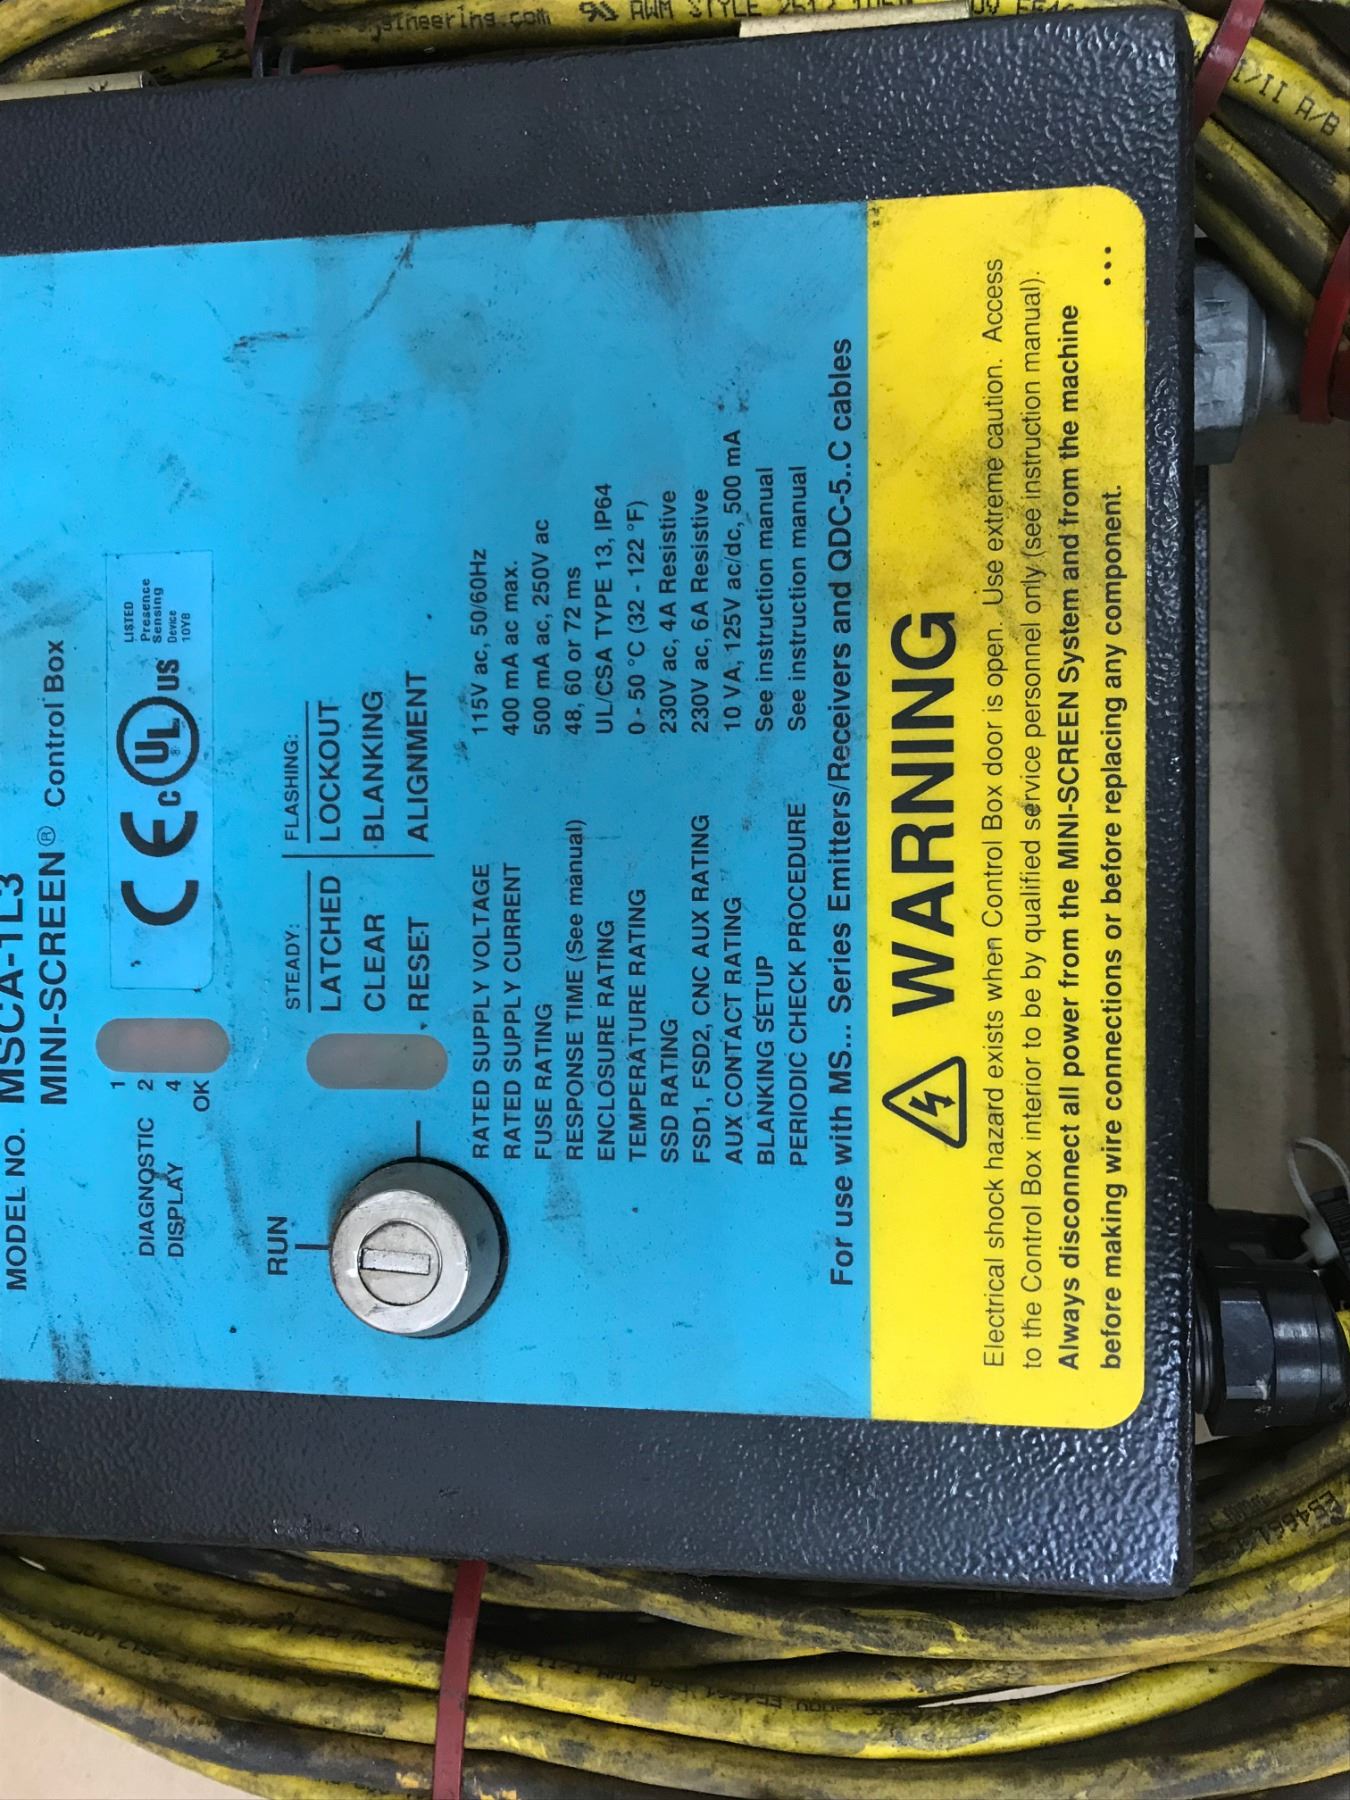 MODEL NO. MSCA-1L3
MINI-SCREEN® Control Box
DIAGNOSTIC
DISPLAY
1
2
4
OK
CE C UL ® US
LISTED
Presence
Sensing
Device
10Y8
RUN
STEADY: FLASHING:
LATCHED LOCKOUT
CLEAR BLANKING
RESET ALIGNMENT
RATED SUPPLY VOLTAGE 115V ac, 50/60Hz
RATED SUPPLY CURRENT 400 mA ac max.
FUSE RATING 500 mA ac, 250V ac
RESPONSE TIME (See manual) 48, 60 or 72 ms
ENCLOSURE RATING UL/CSA TYPE 13, IP64
TEMPERATURE RATING 0 - 50 °C (32 - 122 °F)
SSD RATING 230V ac, 4A Resistive
FSD1, FSD2, CNC AUX RATING 230V ac, 6A Resistive
AUX CONTACT RATING 10 VA, 125V ac/dc, 500 mA
BLANKING SETUP See instruction manual
PERIODIC CHECK PROCEDURE See instruction manual
For use with MS... Series Emitters/Receivers and QDC-5..C cables
WARNING ...
Electrical shock hazard exists when Control Box door is open. Use extreme caution. Access
to the Control Box interior to be by qualified service personnel only (see instruction manual).
Always disconnect all power from the MINI-SCREEN System and from the machine
before making wire connections or before replacing any component.
AWM STYLE 2517
I/II A/B